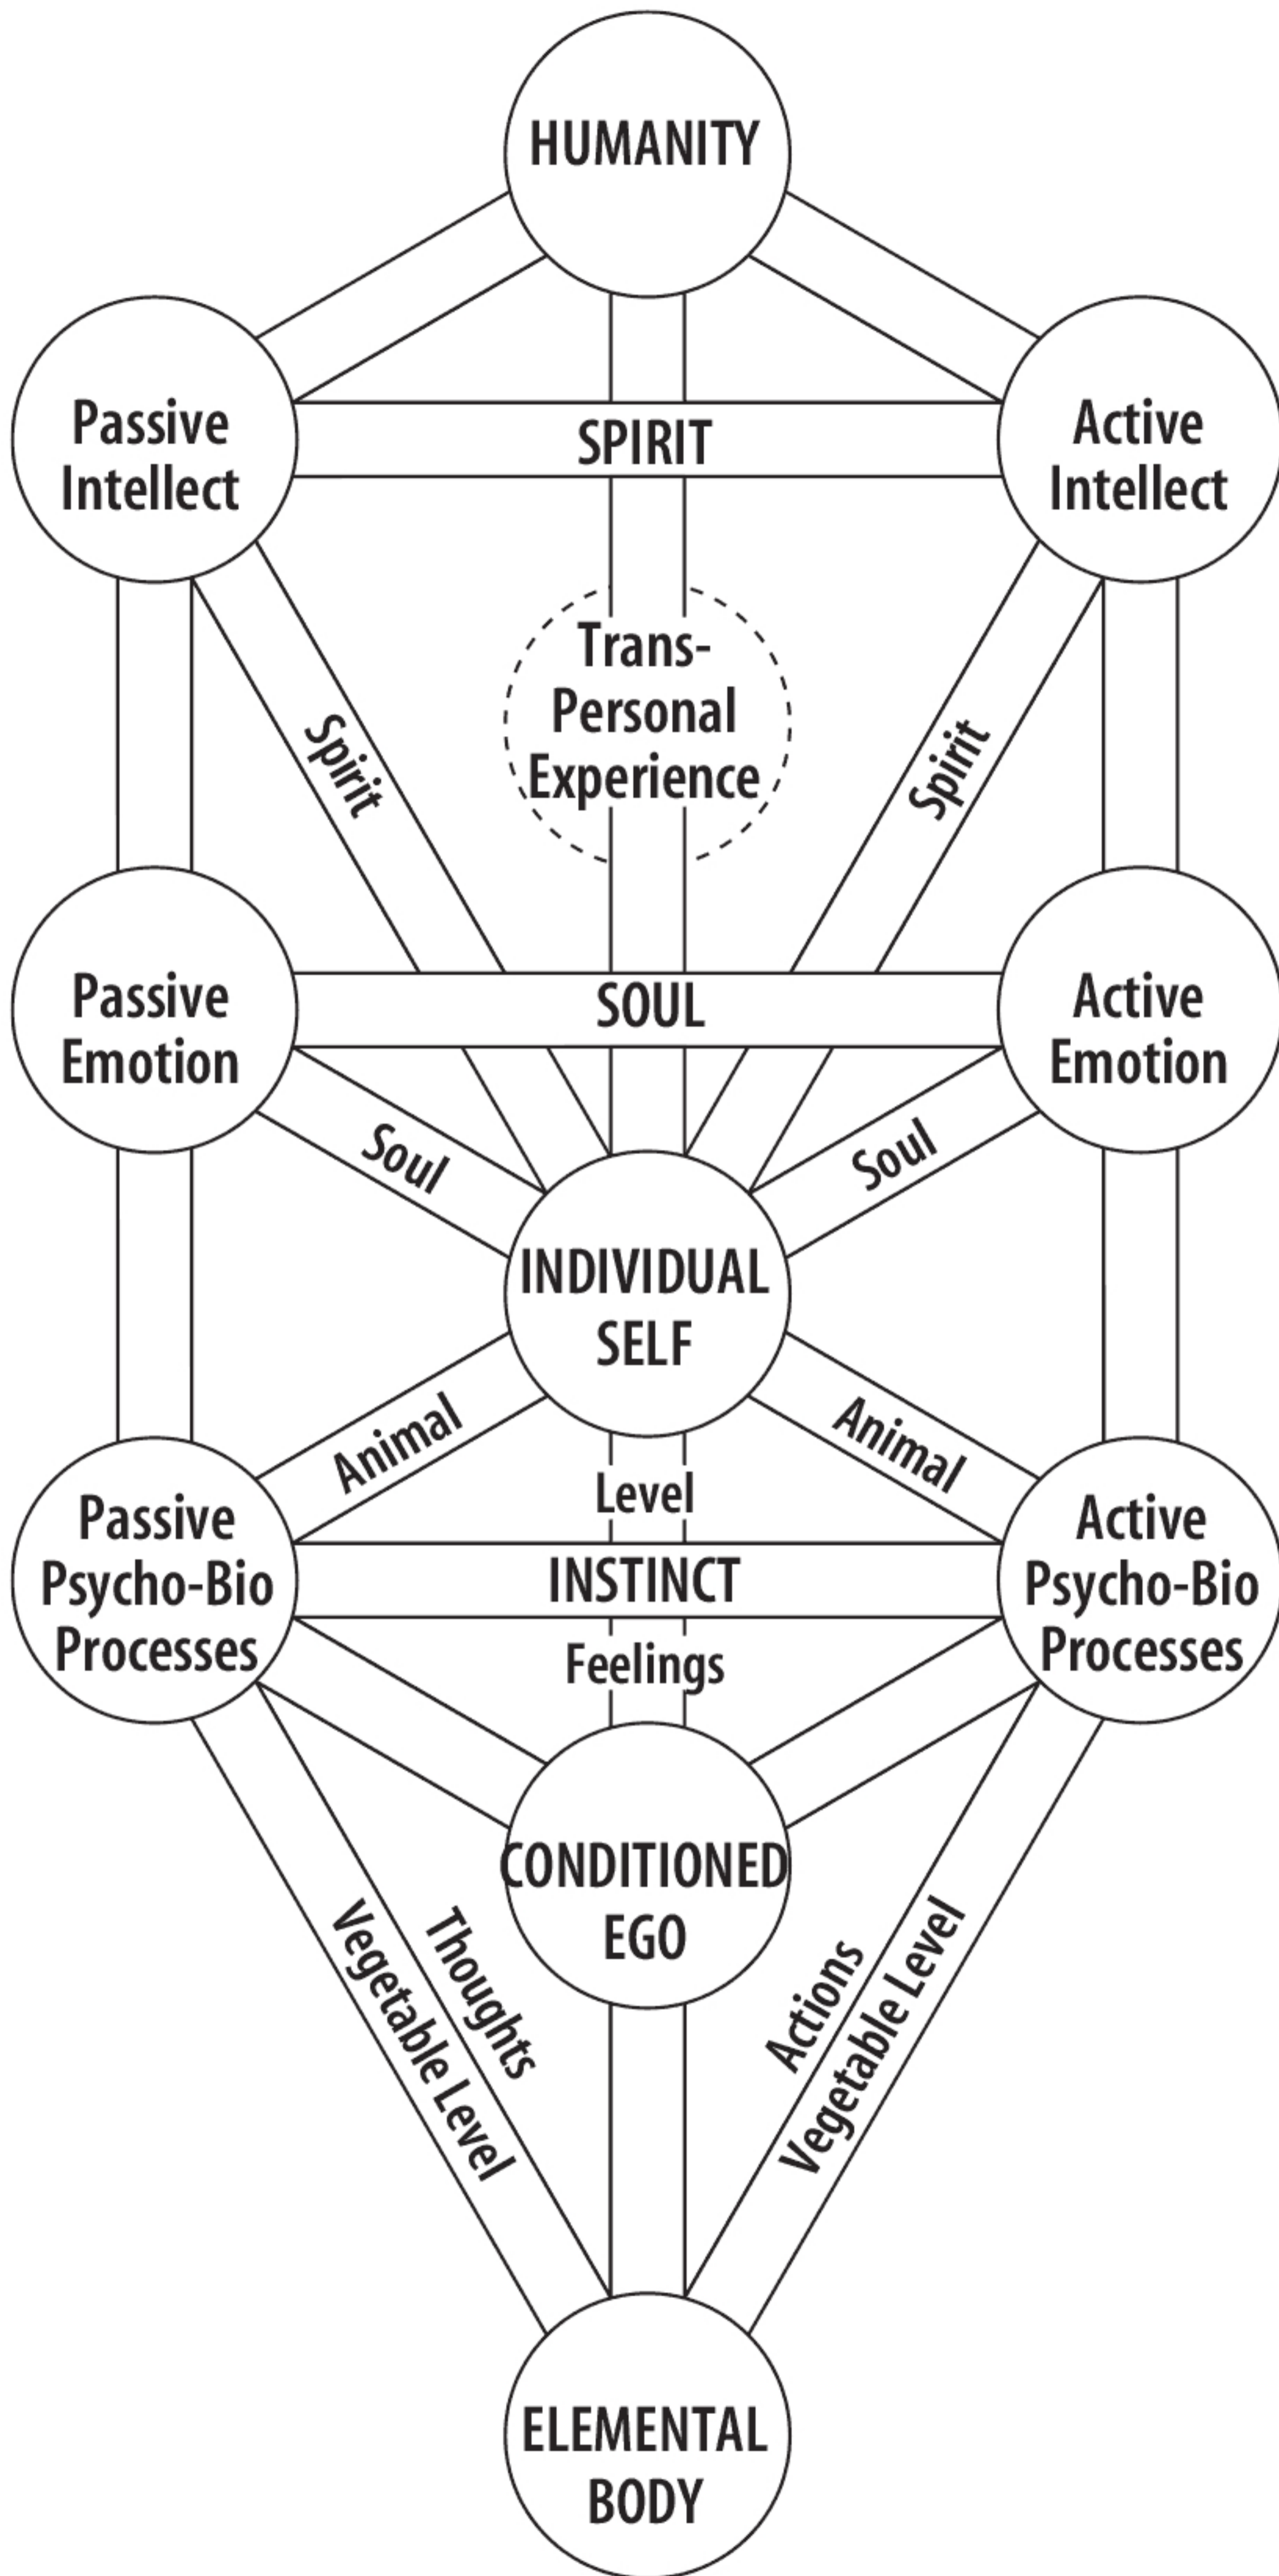 HUMANITY
Passive
Intellect
SPIRIT
Active
Intellect
Trans-
Personal
Experience
Spirit
Spirit
Passive
Emotion
SOUL
Active
Emotion
Soul
Soul
INDIVIDUAL
SELF
Animal
Animal
Level
Passive
Psycho-Bio
Processes
INSTINCT
Active
Psycho-Bio
Processes
Feelings
CONDITIONED
EGO
Vegetable Level
Thoughts
Actions
Vegetable Level
ELEMENTAL
BODY